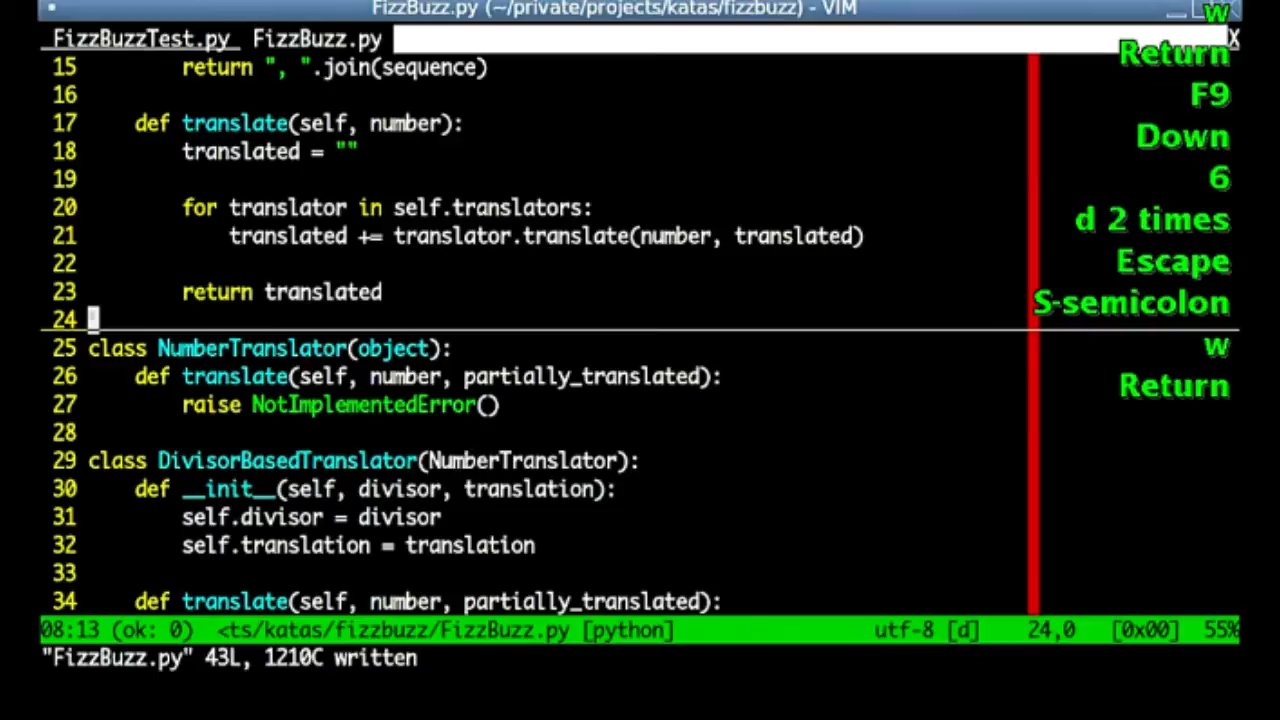 FizzBuzz.py (~/private/projects/katas/fizzbuzz) - VIM
FizzBuzzTest.py FizzBuzz.py X
15 return ", ".join(sequence)
16
17 def translate(self, number):
18 translated = ""
19
20 for translator in self.translators:
21 translated += translator.translate(number, translated)
22
23 return translated
24
25 class NumberTranslator(object):
26 def translate(self, number, partially_translated):
27 raise NotImplementedError()
28
29 class DivisorBasedTranslator(NumberTranslator):
30 def __init__(self, divisor, translation):
31 self.divisor = divisor
32 self.translation = translation
33
34 def translate(self, number, partially_translated):
08:13 (ok: 0) <ts/katas/fizzbuzz/FizzBuzz.py [python] utf-8 [d] 24,0 [0x00] 55%
"FizzBuzz.py" 43L, 1210C written
w
Return
F9
Down
6
d 2 times
Escape
S-semicolon
w
Return